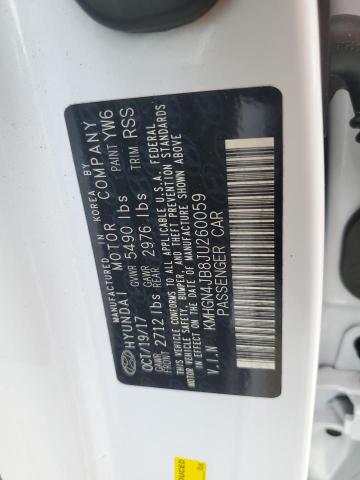 MANUFACTURED IN KOREA BY
HYUNDAI MOTOR COMPANY
OCT/19/17 GVWR 5490 lbs PAINT YW6
GAWR FRONT 2712 lbs GAWR REAR 2976 lbs TRIM RSS
THIS VEHICLE CONFORMS TO ALL APPLICABLE U.S.A. FEDERAL
MOTOR VEHICLE SAFETY, BUMPER, AND THEFT PREVENTION STANDARDS
IN EFFECT ON THE DATE OF MANUFACTURE SHOWN ABOVE.
V.I.N KMHGN4JB8JU260059
PASSENGER CAR
DUCED